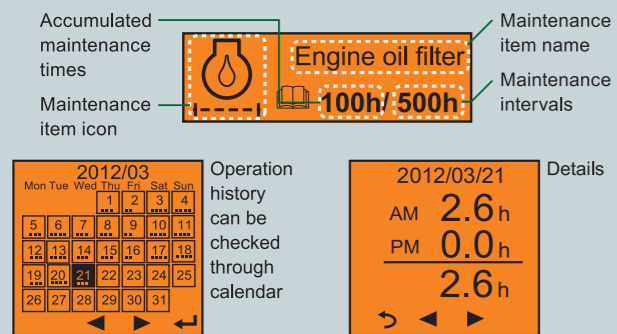 Accumulated
maintenance
times
Maintenance
item icon
Engine oil filter
100h/ 500h
Maintenance
item name
Maintenance
intervals
2012/03
Mon Tue Wed Thu Fri Sat Sun
1 2 3 4
5 6 7 8 9 10 11
12 13 14 15 16 17 18
19 20 21 22 23 24 25
26 27 28 29 30 31
Operation
history
can be
checked
through
calendar
2012/03/21
AM 2.6 h
PM 0.0 h
2.6 h
Details